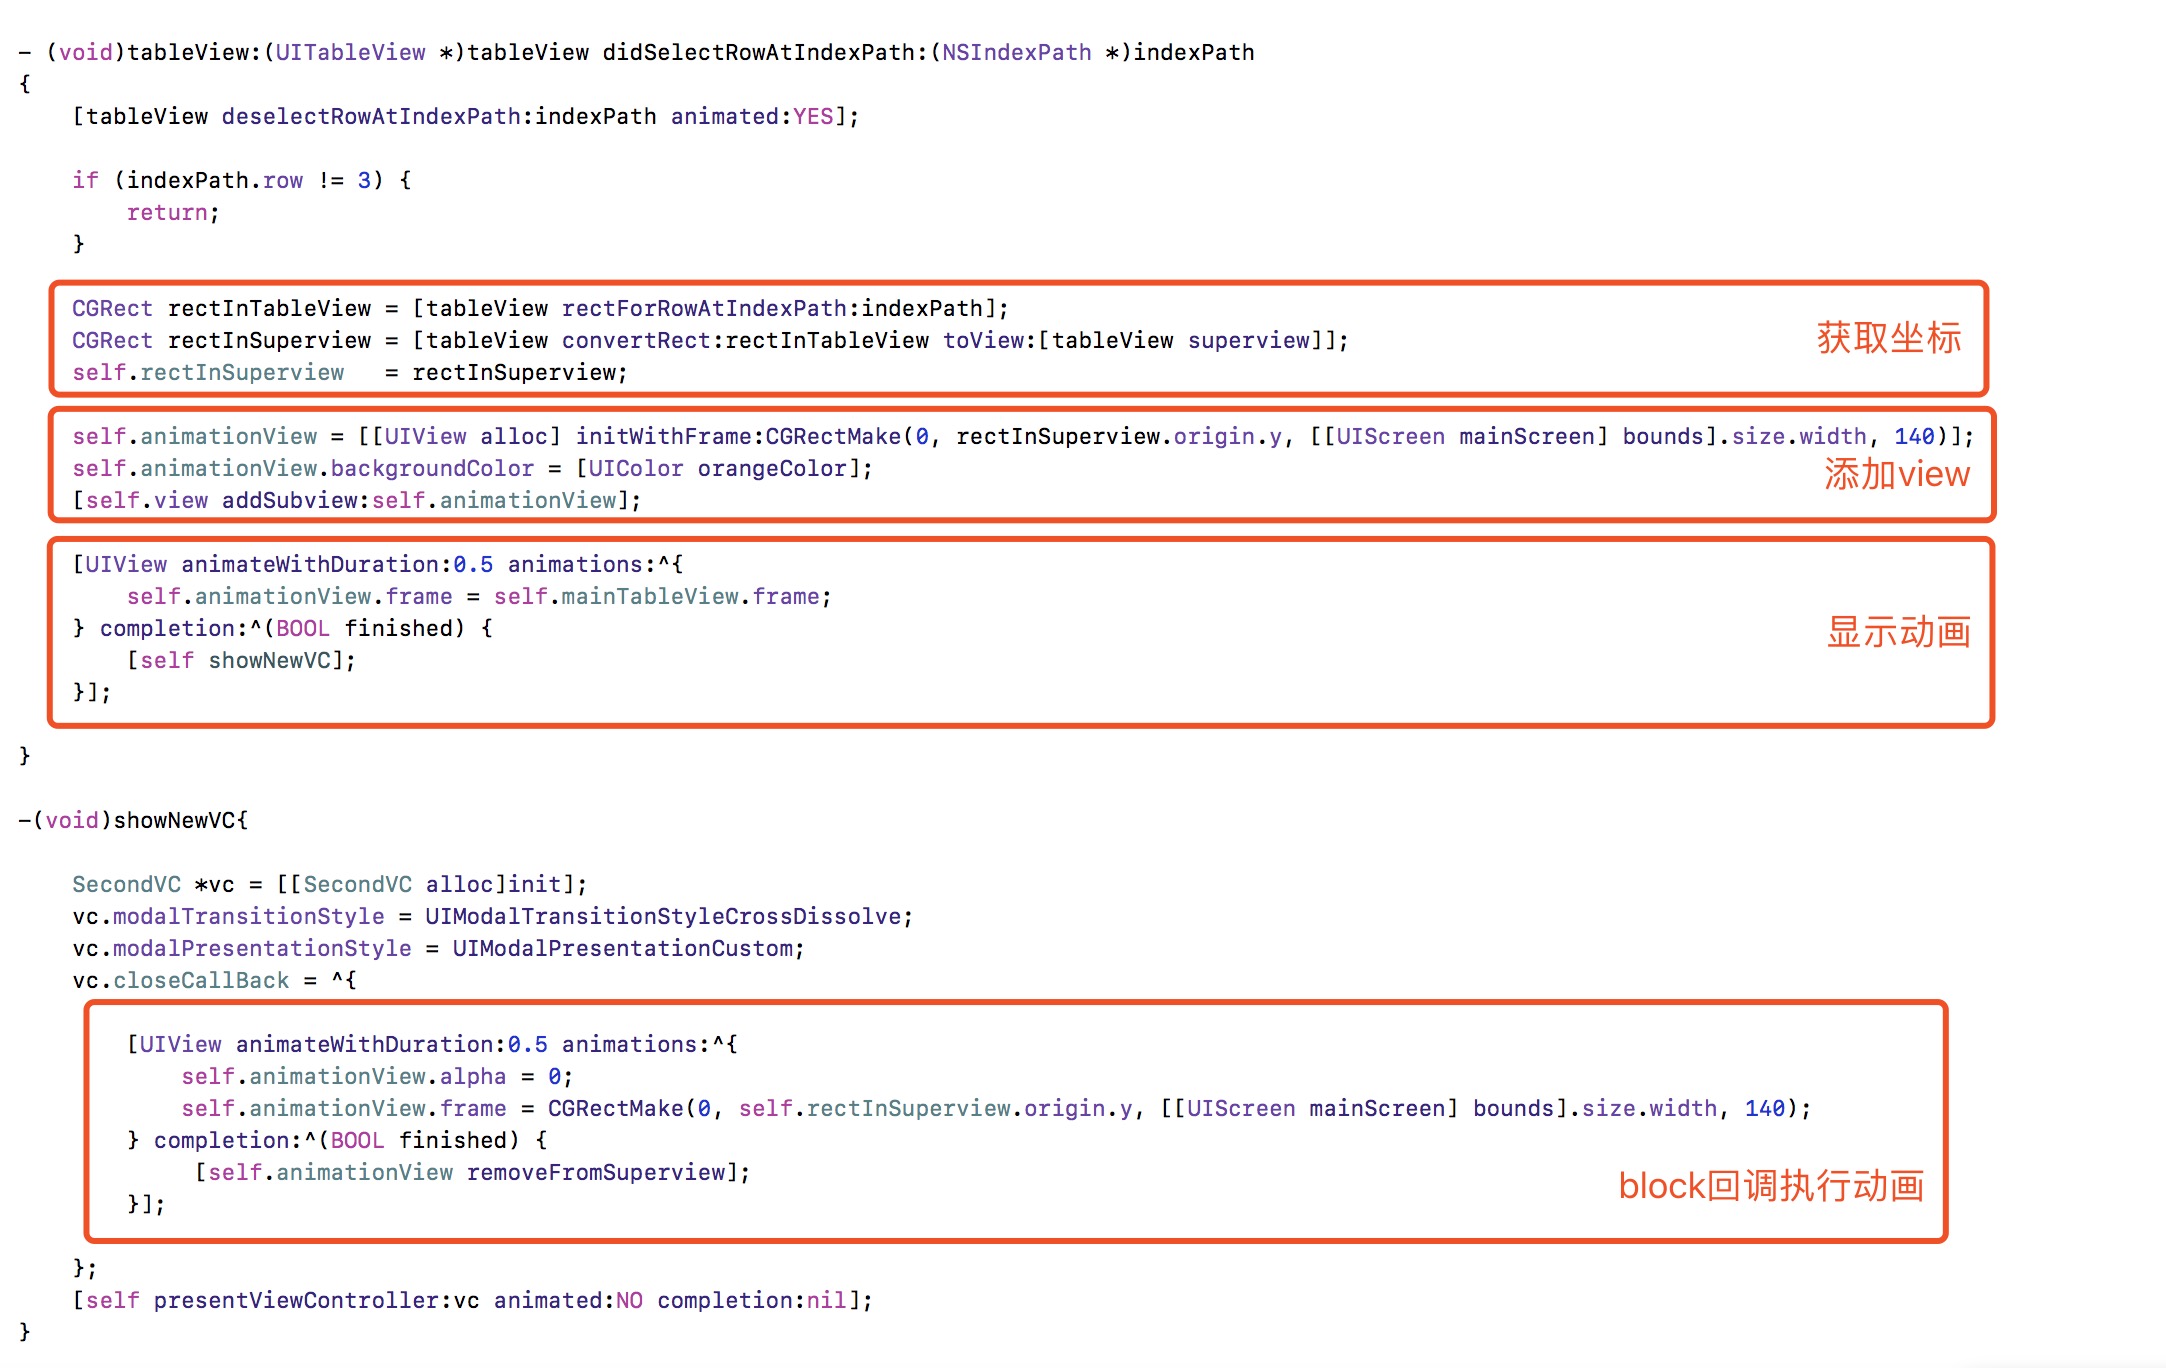 - (void)tableView:(UITableView *)tableView didSelectRowAtIndexPath:(NSIndexPath *)indexPath
{
    [tableView deselectRowAtIndexPath:indexPath animated:YES];
    if (indexPath.row != 3) {
        return;
    }
    CGRect rectInTableView = [tableView rectForRowAtIndexPath:indexPath];
    CGRect rectInSuperview = [tableView convertRect:rectInTableView toView:[tableView superview]];
获取坐标
    self.rectInSuperview   = rectInSuperview;
    self.animationView = [[UIView alloc] initWithFrame:CGRectMake(0, rectInSuperview.origin.y, [[UIScreen mainScreen] bounds].size.width, 140)];
    self.animationView.backgroundColor = [UIColor orangeColor];
添加view
    [self.view addSubview:self.animationView];
    [UIView animateWithDuration:0.5 animations:^{
        self.animationView.frame = self.mainTableView.frame;
    } completion:^(BOOL finished) {
显示动画
        [self showNewVC];
    }];
}
-(void)showNewVC{
    SecondVC *vc = [[SecondVC alloc]init];
    vc.modalTransitionStyle = UIModalTransitionStyleCrossDissolve;
    vc.modalPresentationStyle = UIModalPresentationCustom;
    vc.closeCallBack = ^{
        [UIView animateWithDuration:0.5 animations:^{
            self.animationView.alpha = 0;
            self.animationView.frame = CGRectMake(0, self.rectInSuperview.origin.y, [[UIScreen mainScreen] bounds].size.width, 140);
        } completion:^(BOOL finished) {
             [self.animationView removeFromSuperview];
block回调执行动画
        }];
    };
    [self presentViewController:vc animated:NO completion:nil];
}